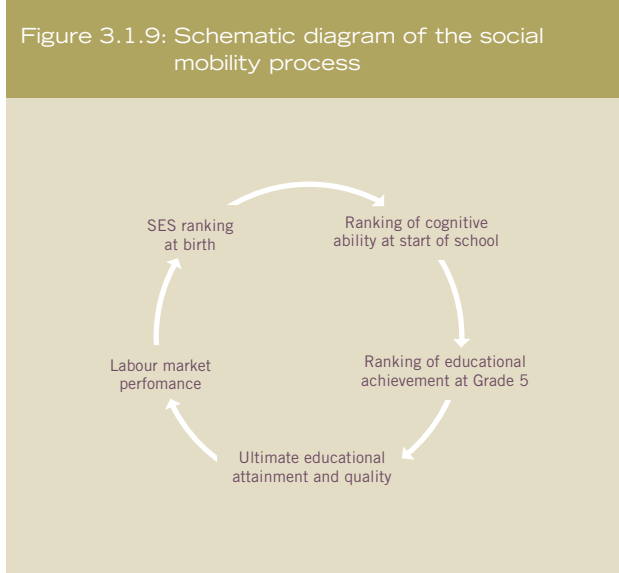 Figure 3.1.9: Schematic diagram of the social
mobility process
SES ranking
at birth
Ranking of cognitive
ability at start of school
Ranking of educational
achievement at Grade 5
Ultimate educational
attainment and quality
Labour market
perfomance